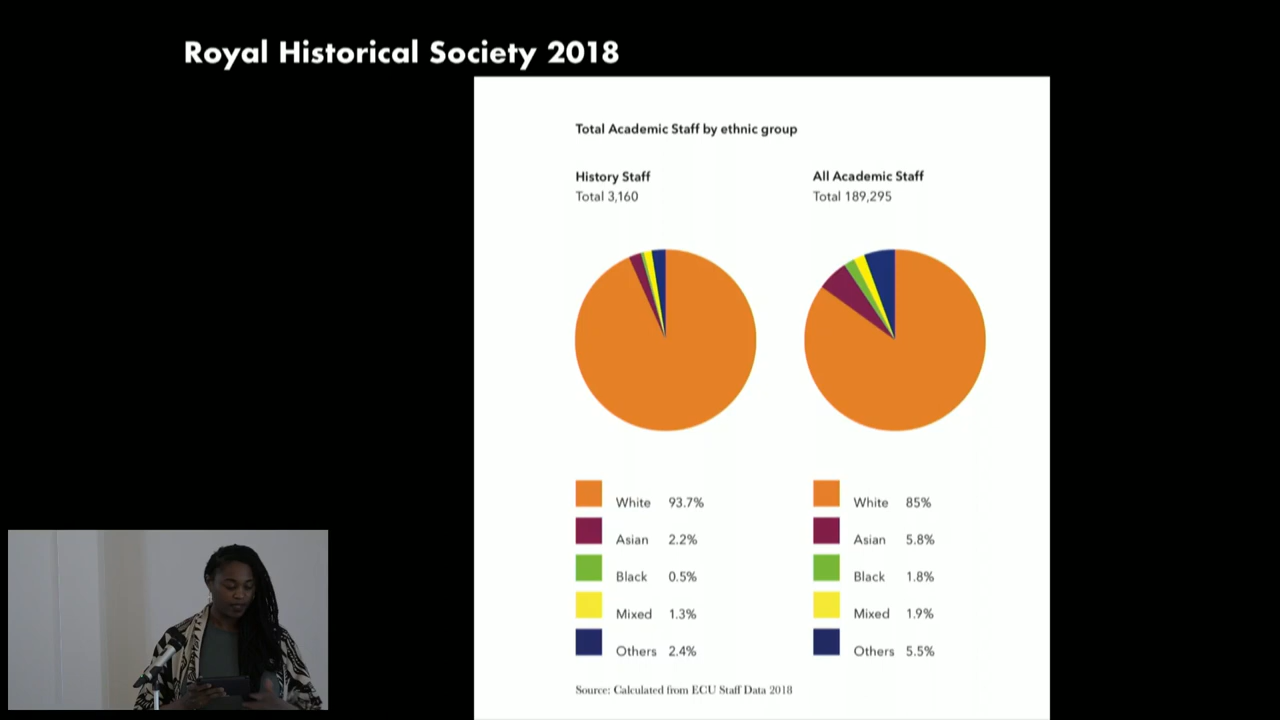 Royal Historical Society 2018
Total Academic Staff by ethnic group
History Staff
Total 3,160
All Academic Staff
Total 189,295
White 93.7%
Asian 2.2%
Black 0.5%
Mixed 1.3%
Others 2.4%
White 85%
Asian 5.8%
Black 1.8%
Mixed 1.9%
Others 5.5%
Source: Calculated from ECU Staff Data 2018